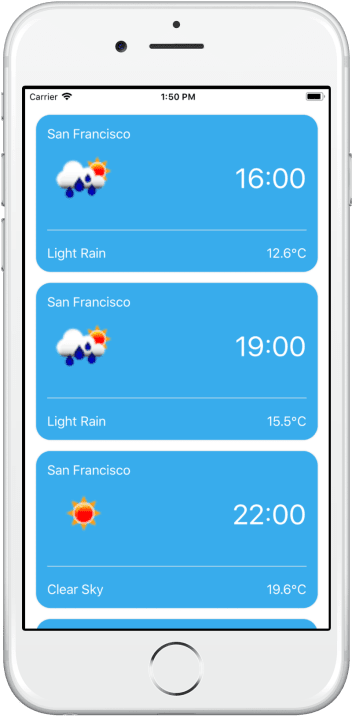 Carrier 1:50 PM
San Francisco
16:00
Light Rain 12.6°C
San Francisco
19:00
Light Rain 15.5°C
San Francisco
22:00
Clear Sky 19.6°C